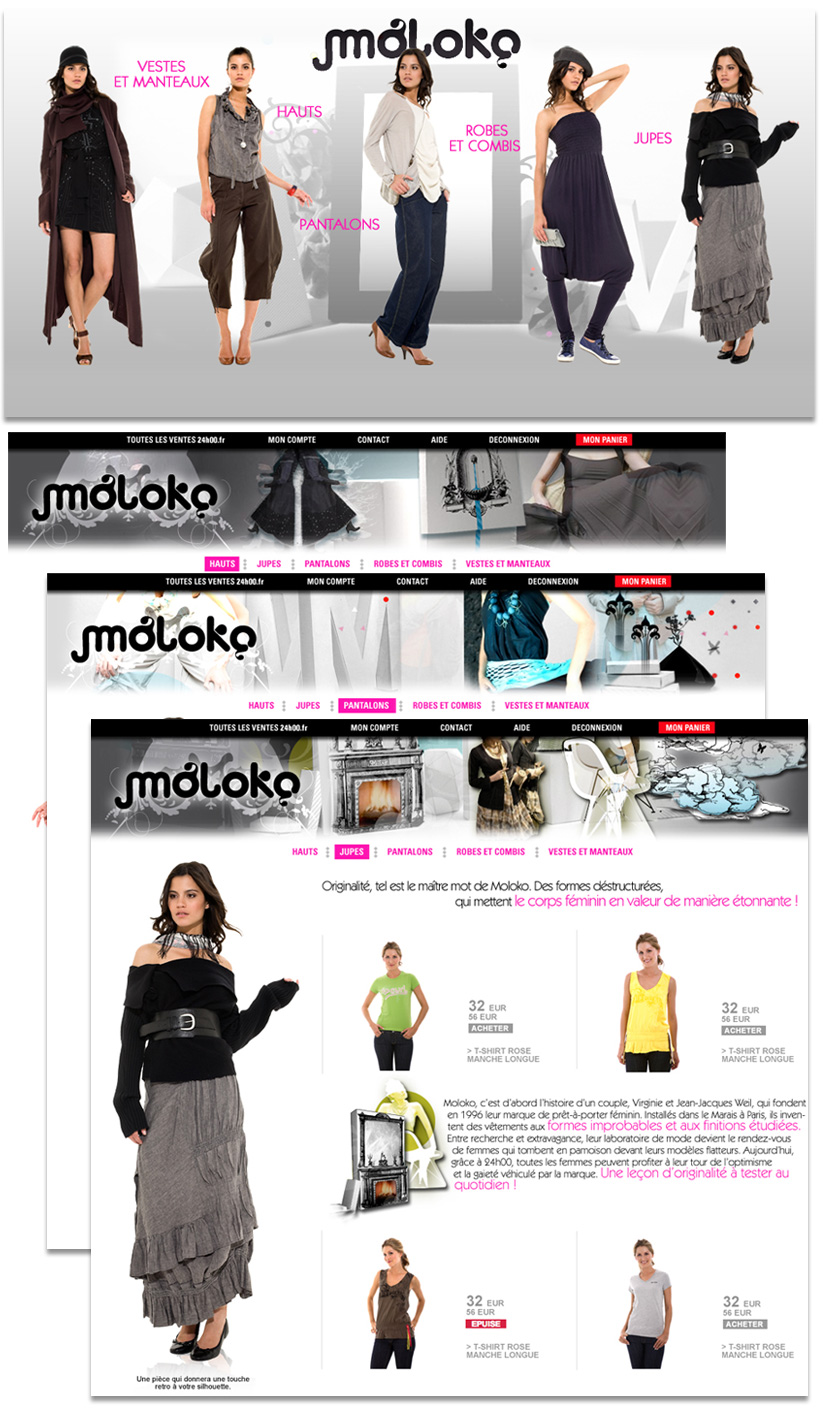 moloko
VESTES
ET MANTEAUX
HAUTS
PANTALONS
ROBES
ET COMBIS
JUPES
TOUTES LES VENTES 24h00.fr MON COMPTE CONTACT AIDE DECONNEXION MON PANIER
moloko
HAUTS JUPES PANTALONS ROBES ET COMBIS VESTES ET MANTEAUX
TOUTES LES VENTES 24h00.fr MON COMPTE CONTACT AIDE DECONNEXION MON PANIER
moloko
HAUTS JUPES PANTALONS ROBES ET COMBIS VESTES ET MANTEAUX
TOUTES LES VENTES 24h00.fr MON COMPTE CONTACT AIDE DECONNEXION MON PANIER
moloko
HAUTS JUPES PANTALONS ROBES ET COMBIS VESTES ET MANTEAUX
Originalité, tel est le maître mot de Moloko. Des formes déstructurées,
qui mettent le corps féminin en valeur de manière étonnante !
32 EUR
56 EUR
ACHETER
> T-SHIRT ROSE
MANCHE LONGUE
32 EUR
56 EUR
ACHETER
> T-SHIRT ROSE
MANCHE LONGUE
Moloko, c'est d'abord l'histoire d'un couple, Virginie et Jean-Jacques Weil, qui fondent
en 1996 leur marque de prêt-à-porter féminin. Installés dans le Marais à Paris, ils inven-
tent des vêtements aux formes improbables et aux finitions étudiées.
Entre recherche et extravagance, leur laboratoire de mode devient le rendez-vous
de femmes qui tombent en pamoison devant leurs modèles flatteurs. Aujourd'hui,
grâce à 24h00, toutes les femmes peuvent profiter à leur tour de l'optimisme
et la gaieté véhiculé par la marque. Une leçon d'originalité à tester au
quotidien !
32 EUR
56 EUR
EPUISE
> T-SHIRT ROSE
MANCHE LONGUE
32 EUR
56 EUR
ACHETER
> T-SHIRT ROSE
MANCHE LONGUE
Une pièce qui donnera une touche
retro à votre silhouette.